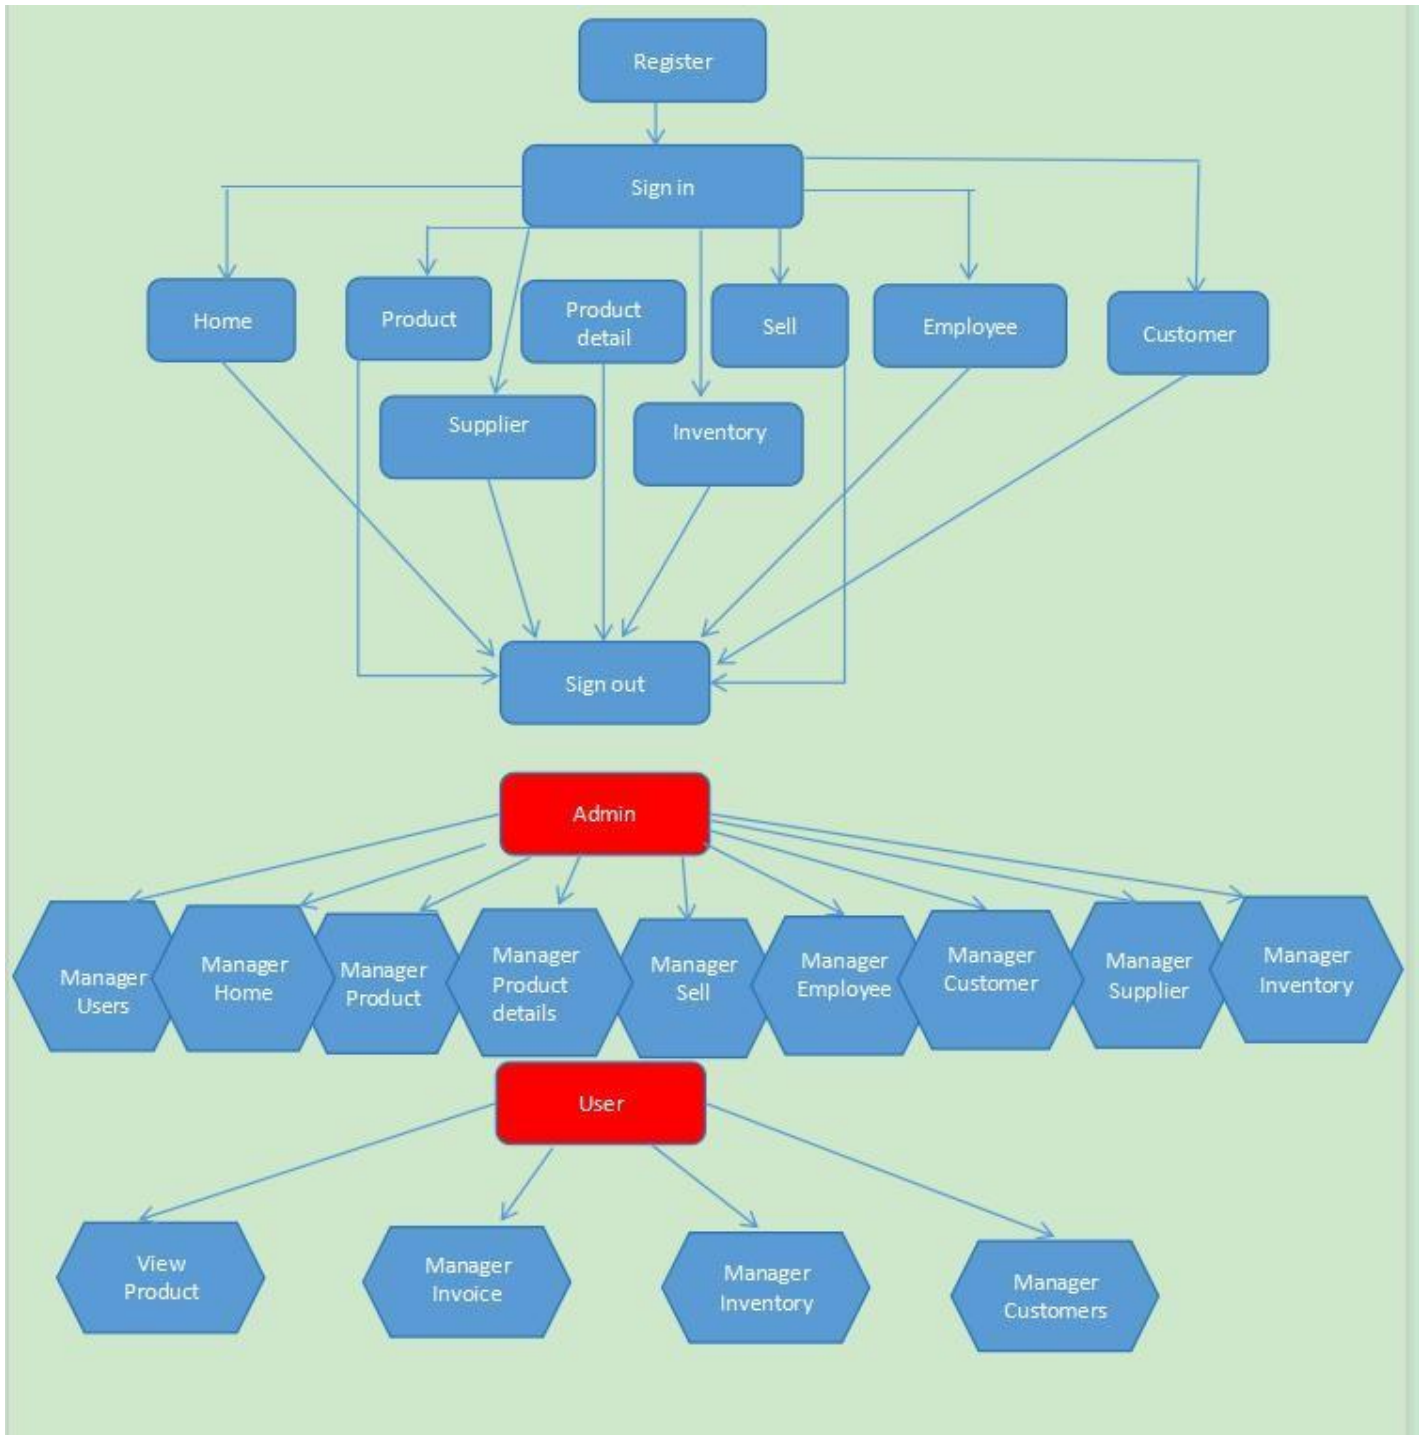 Register
Sign in
Home
Product
Product
detail
Sell
Employee
Customer
Supplier
Inventory
Sign out
Admin
Manager
Users
Manager
Home
Manager
Product
Manager
Product
details
Manager
Sell
Manager
Employee
Manager
Customer
Manager
Supplier
Manager
Inventory
User
View
Product
Manager
Invoice
Manager
Inventory
Manager
Customers